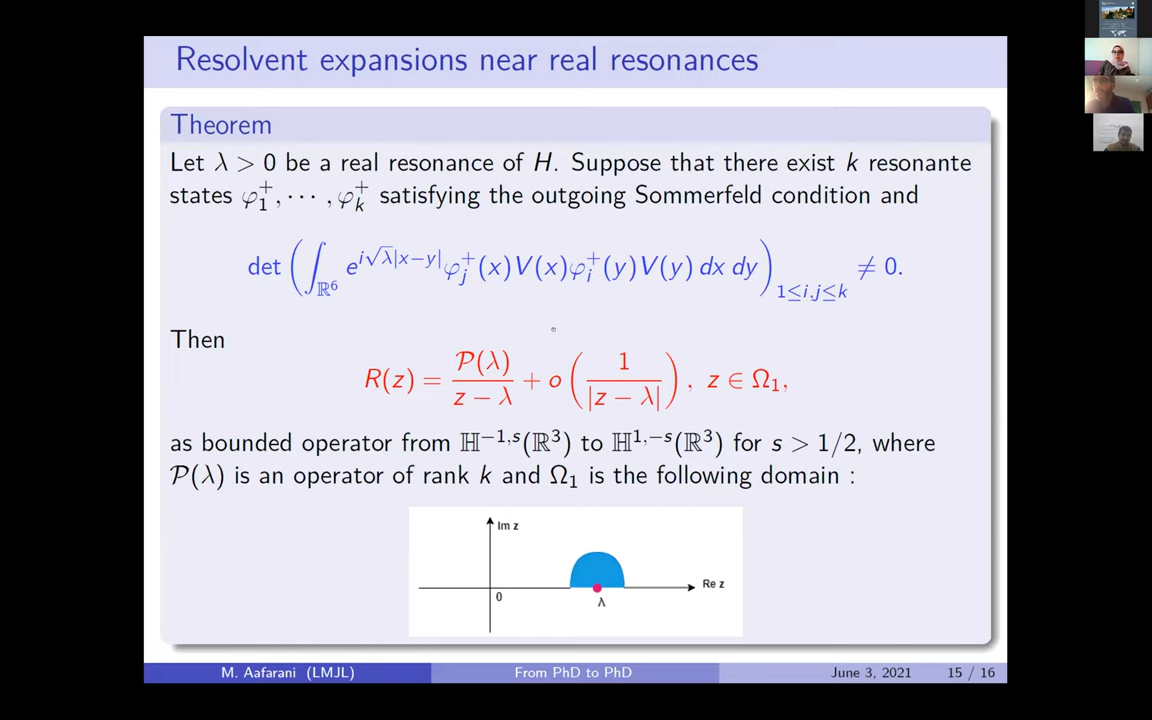 Resolvent expansions near real resonances
Theorem
Let λ > 0 be a real resonance of H. Suppose that there exist k resonante
states φ₁⁺, ⋯ , φₖ⁺ satisfying the outgoing Sommerfeld condition and
det ( ∫_{ℝ⁶} e^{i√λ|x−y|} φ_j⁺(x)V(x)φ_i⁺(y)V(y) dx dy )_{1≤i,j≤k} ≠ 0.
Then
R(z) = 𝒫(λ)/(z − λ) + o ( 1/|z − λ| ) , z ∈ Ω₁,
as bounded operator from ℍ^{−1,s}(ℝ³) to ℍ^{1,−s}(ℝ³) for s > 1/2, where
𝒫(λ) is an operator of rank k and Ω₁ is the following domain :
Im z
Re z
0
λ
M. Aafarani (LMJL) From PhD to PhD June 3, 2021 15 / 16